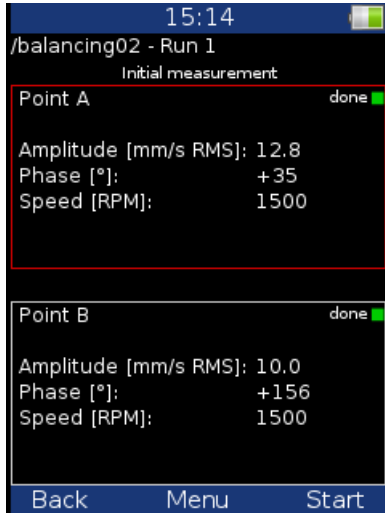 15:14
/balancing02 - Run 1
Initial measurement
Point A done
Amplitude [mm/s RMS]: 12.8
Phase [°]: +35
Speed [RPM]: 1500
Point B done
Amplitude [mm/s RMS]: 10.0
Phase [°]: +156
Speed [RPM]: 1500
Back Menu Start